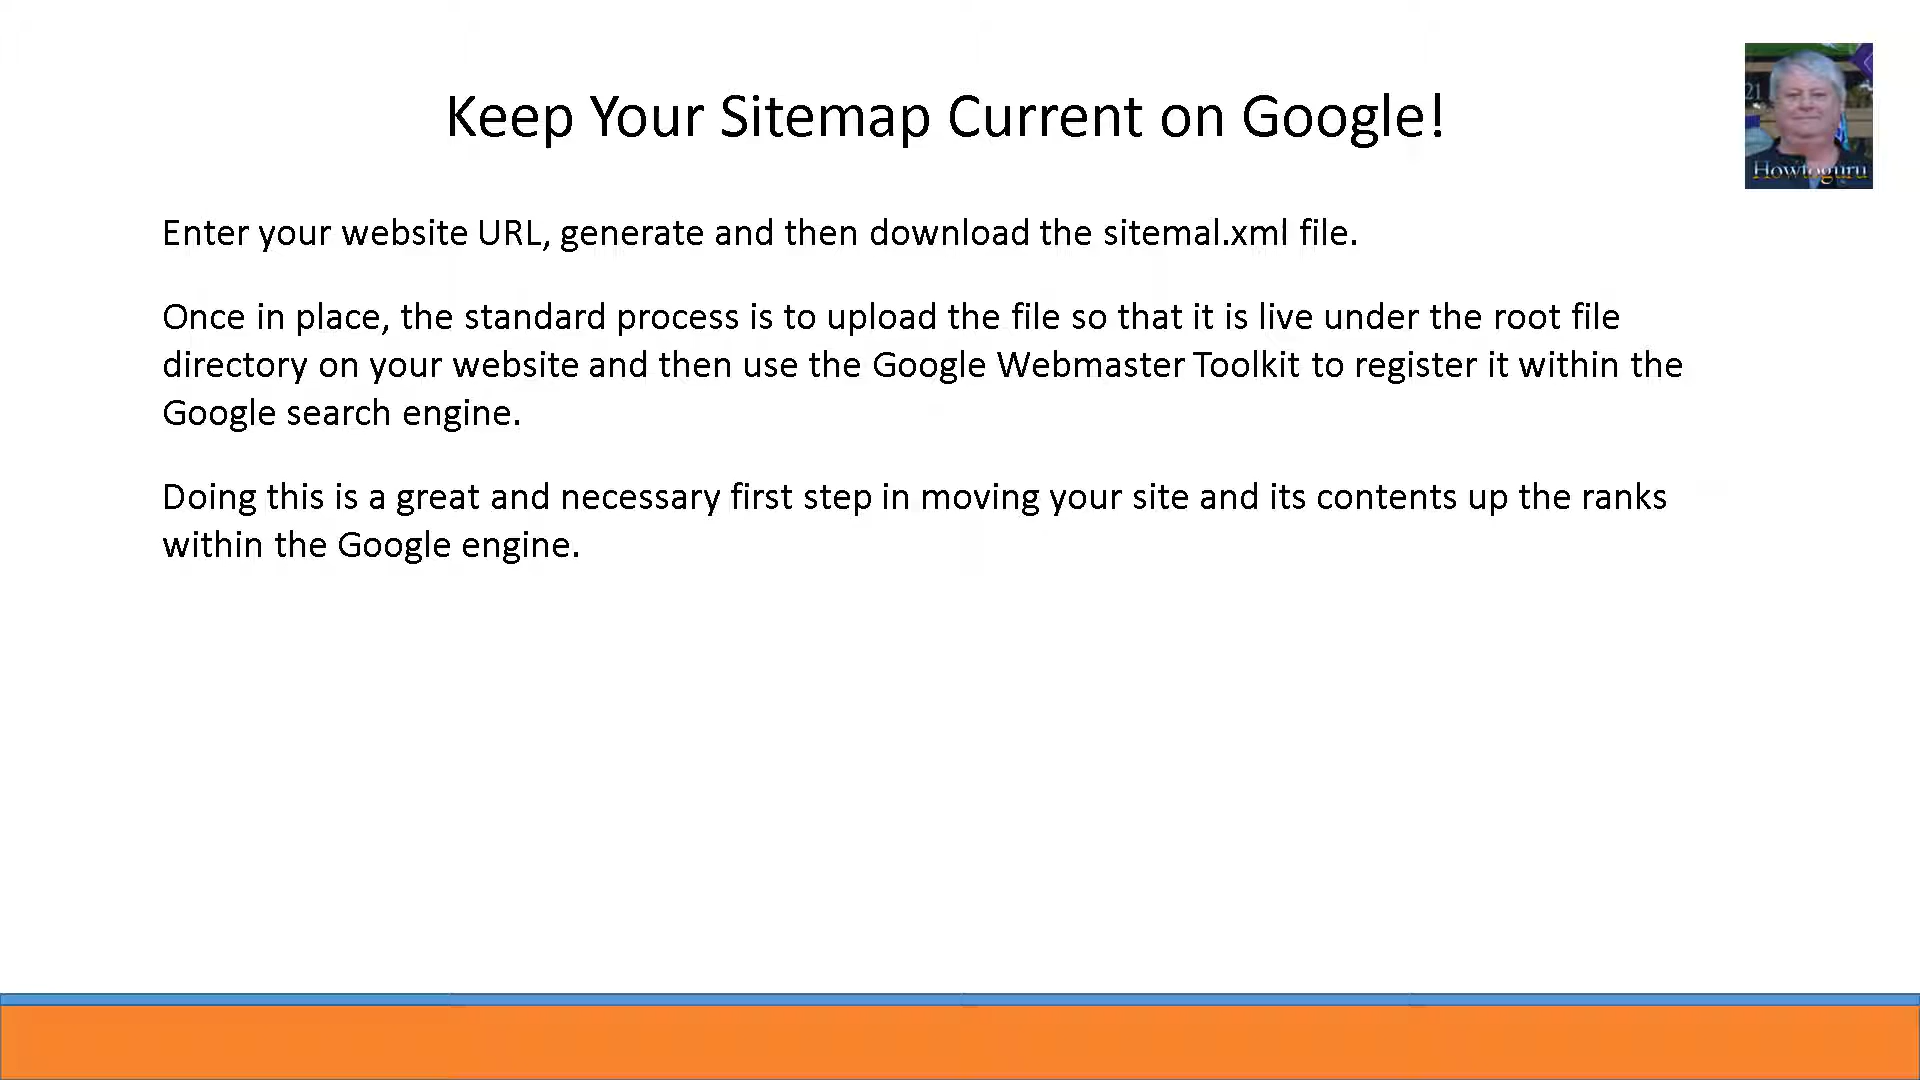 Keep Your Sitemap Current on Google!
21
Howtoguru
Enter your website URL, generate and then download the sitemal.xml file.
Once in place, the standard process is to upload the file so that it is live under the root file
directory on your website and then use the Google Webmaster Toolkit to register it within the
Google search engine.
Doing this is a great and necessary first step in moving your site and its contents up the ranks
within the Google engine.